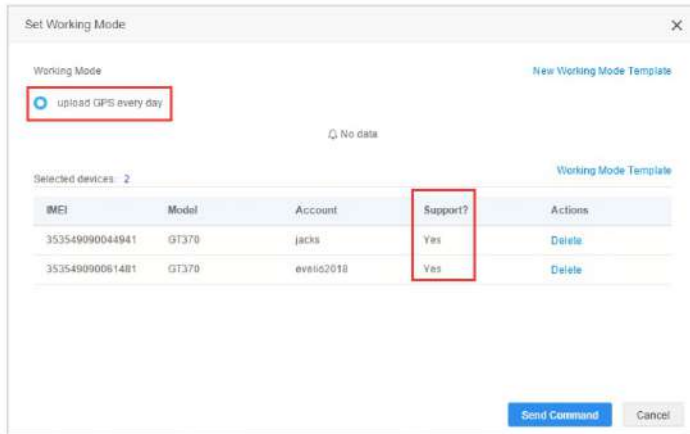 Set Working Mode
Working Mode New Working Mode Template
upload GPS every day
No data
Selected devices: 2 Working Mode Template
IMEI Model Account Support? Actions
353549090044941 GT370 jacks Yes Delete
353549090061481 GT370 Yes Delete
Send Command Cancel